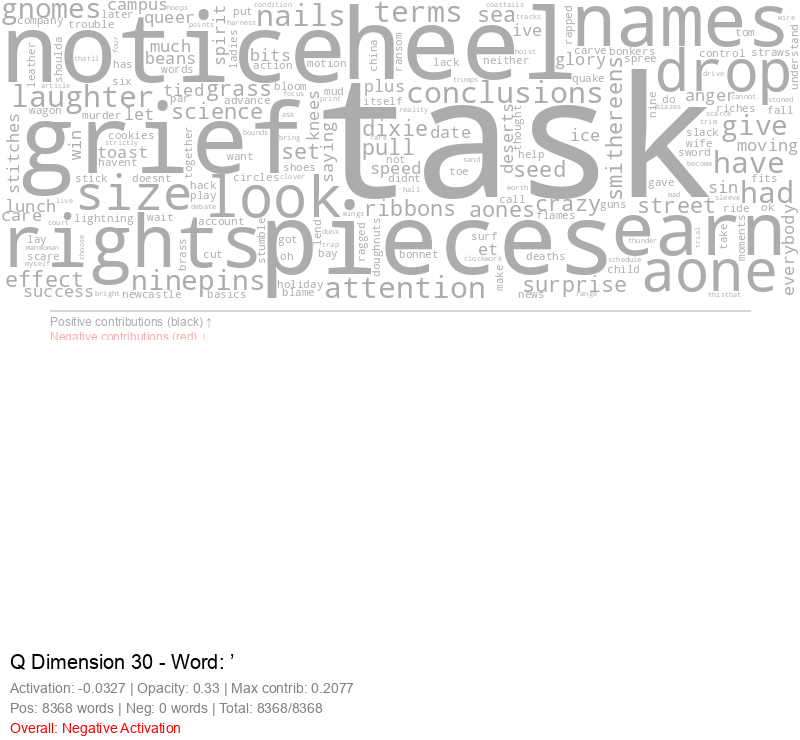 gnomes campus later company trouble queer put spirit ladies harness nails condition terms sea coattails tracks ive rapped names tom wire
noticeheel drop
hoops points four leather shoulda thatll has much beans words bits action motion china ransom lack neither hoist glory carve bonkers spree quake control straws understand
article six tied grass bloom focus mud print plus itself trumps conclusions smithereens nine do blazes anger drive cannot riches stoned fall
laughter wagon murder let par advance science ask knees saying reality dixie date deserts thought ice scarce trim slack give
stitches win cookies strictly toast together bounds bring want set rare pull not sand help wife moving
grief task
havent stick doesnt hack play debate circles clover shoes speed didnt toe seed worth call gave become sword have fits
lunch live size look hall ribbons aones crazy flames guns mad sin sleeve had
care court lightning wait account wings street ride ok
rights pieces earn
lay mandman scare myself choose brass cut stumble got oh lend dunk trap bay ragged doughnuts bonnet surf et clockwork make deaths thunder schedule child trial take moments everybody
effect success bright newcastle ninepins basics holiday blame attention news surprise range aone thisthat
Positive contributions (black) ↑
Negative contributions (red) ↓
Q Dimension 30 - Word: ’
Activation: -0.0327 | Opacity: 0.33 | Max contrib: 0.2077
Pos: 8368 words | Neg: 0 words | Total: 8368/8368
Overall: Negative Activation